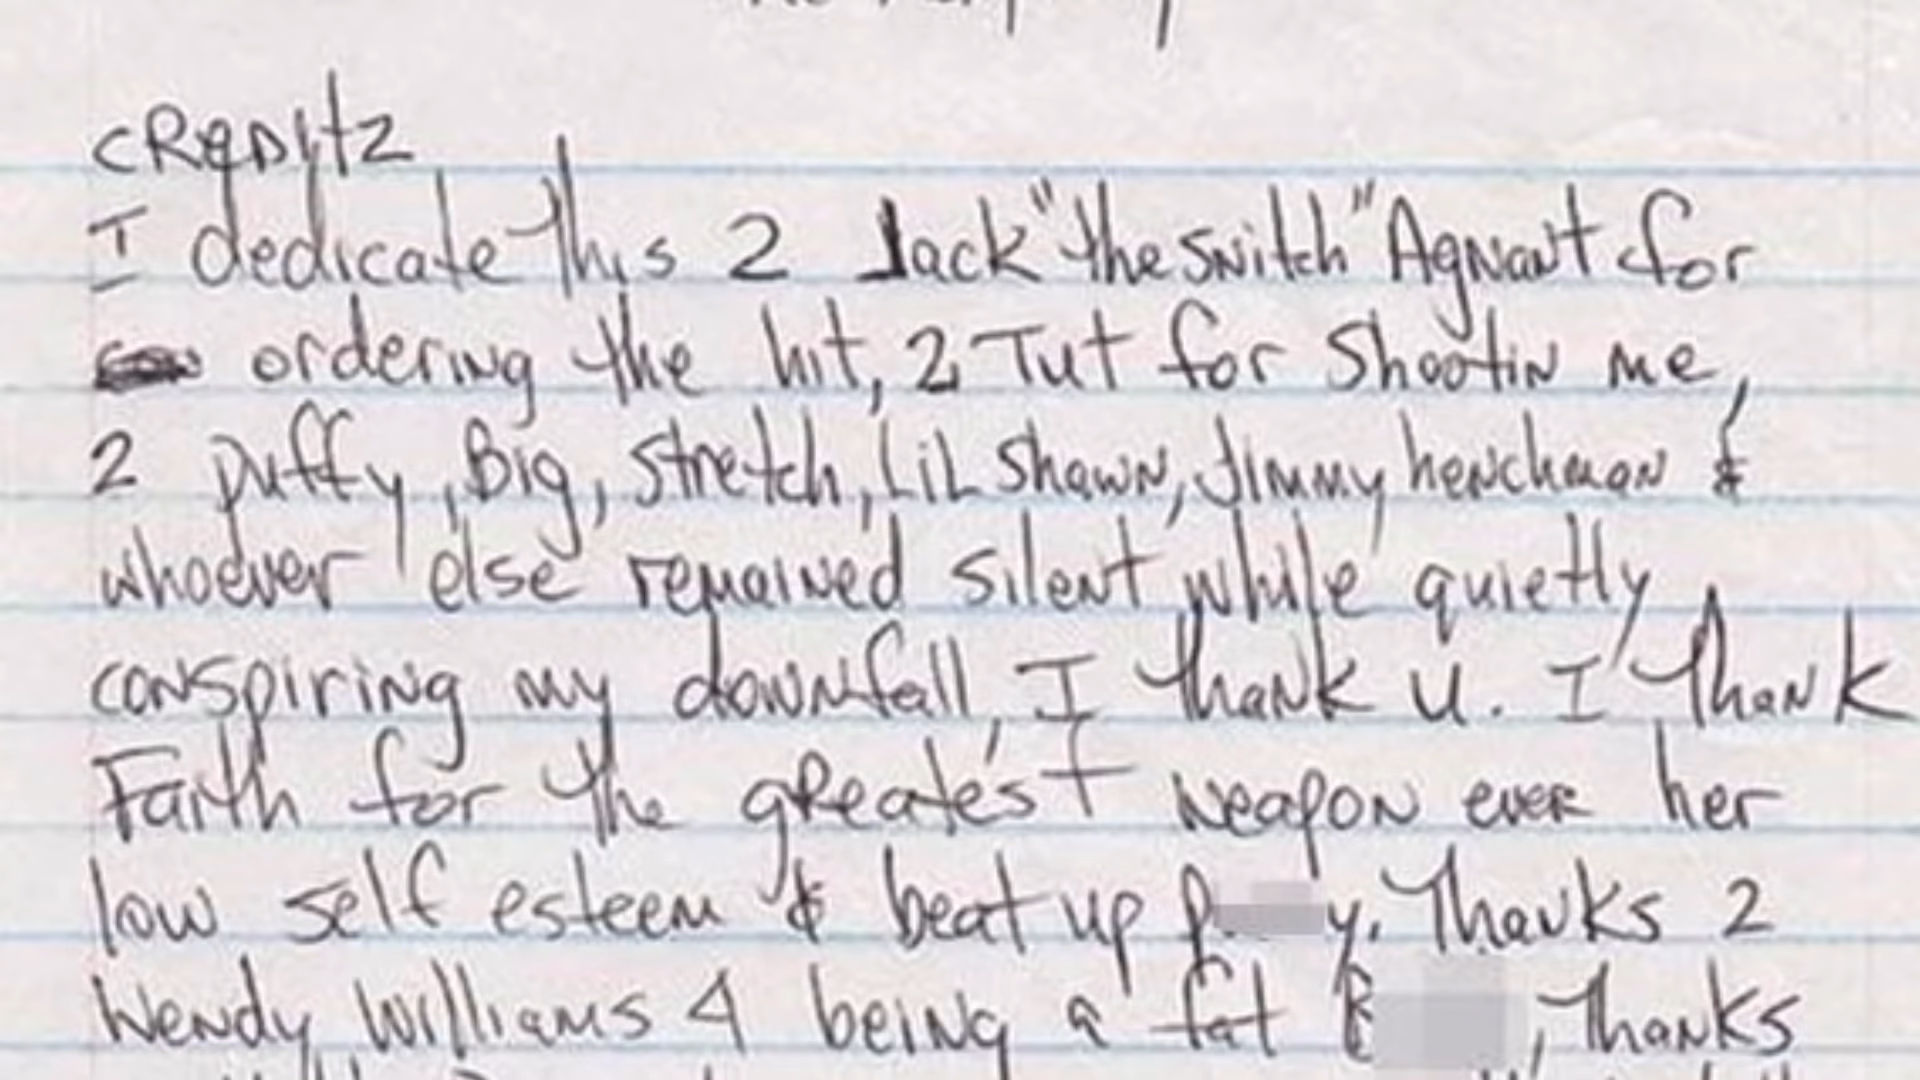 CREDITZ
I dedicate this 2 Jack "the snitch" Agnant for
ordering the hit, 2 Tut for shootin me,
2 Puffy, Big, Stretch, Lil Shawn, Jimmy henchman &
whoever else remained silent while quietly
conspiring my downfall, I thank u. I thank
Faith for the greatest weapon ever her
low self esteem & beat up p y. Thanks 2
Wendy Williams 4 being a fat B , Thanks